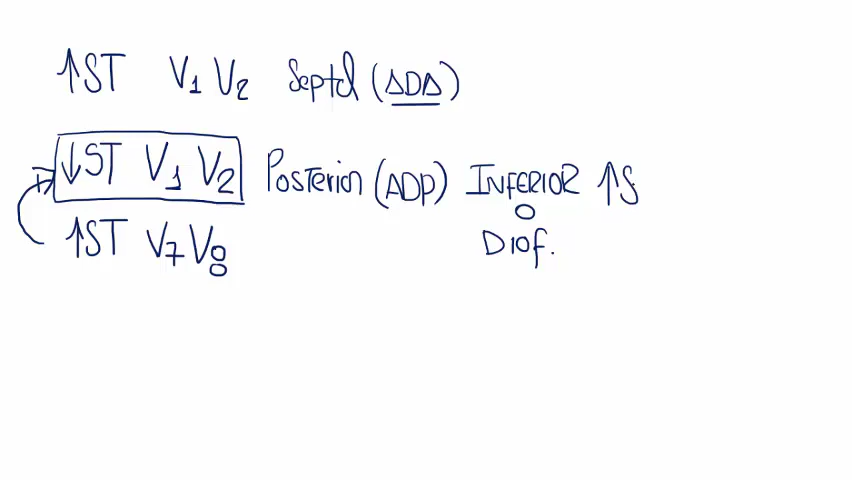 ↑ST V1 V2 Septal (ADA)
↓ST V1 V2 Posterior (ADP) INFERIOR ↑S
↑ST V7 V8 o
DIAF.